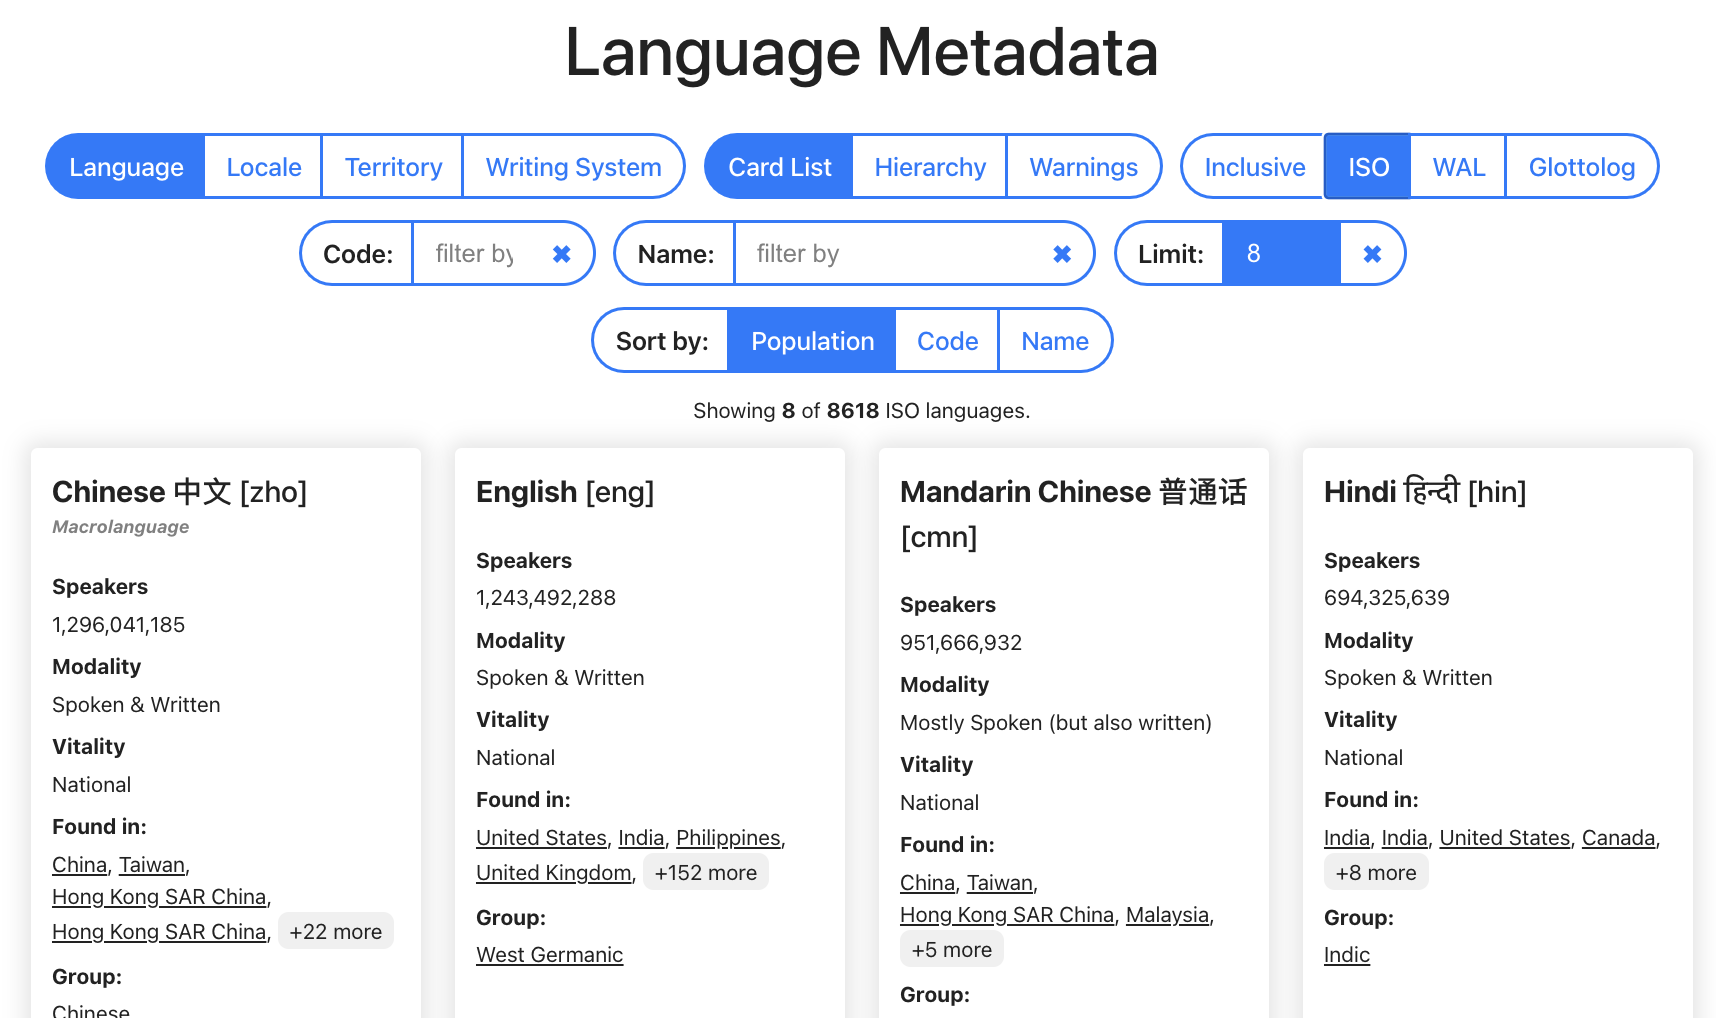 Language Metadata
Language Locale Territory Writing System Card List Hierarchy Warnings Inclusive ISO WAL Glottolog
Code: filter by ✖ Name: filter by ✖ Limit: 8 ✖
Sort by: Population Code Name
Showing 8 of 8618 ISO languages.
Chinese 中文 [zho]
Macrolanguage
Speakers
1,296,041,185
Modality
Spoken & Written
Vitality
National
Found in:
China, Taiwan,
Hong Kong SAR China,
Hong Kong SAR China, +22 more
Group:
Chinese
English [eng]
Speakers
1,243,492,288
Modality
Spoken & Written
Vitality
National
Found in:
United States, India, Philippines,
United Kingdom, +152 more
Group:
West Germanic
Mandarin Chinese 普通话
[cmn]
Speakers
951,666,932
Modality
Mostly Spoken (but also written)
Vitality
National
Found in:
China, Taiwan,
Hong Kong SAR China, Malaysia,
+5 more
Group:
Hindi हिन्दी [hin]
Speakers
694,325,639
Modality
Spoken & Written
Vitality
National
Found in:
India, India, United States, Canada,
+8 more
Group:
Indic